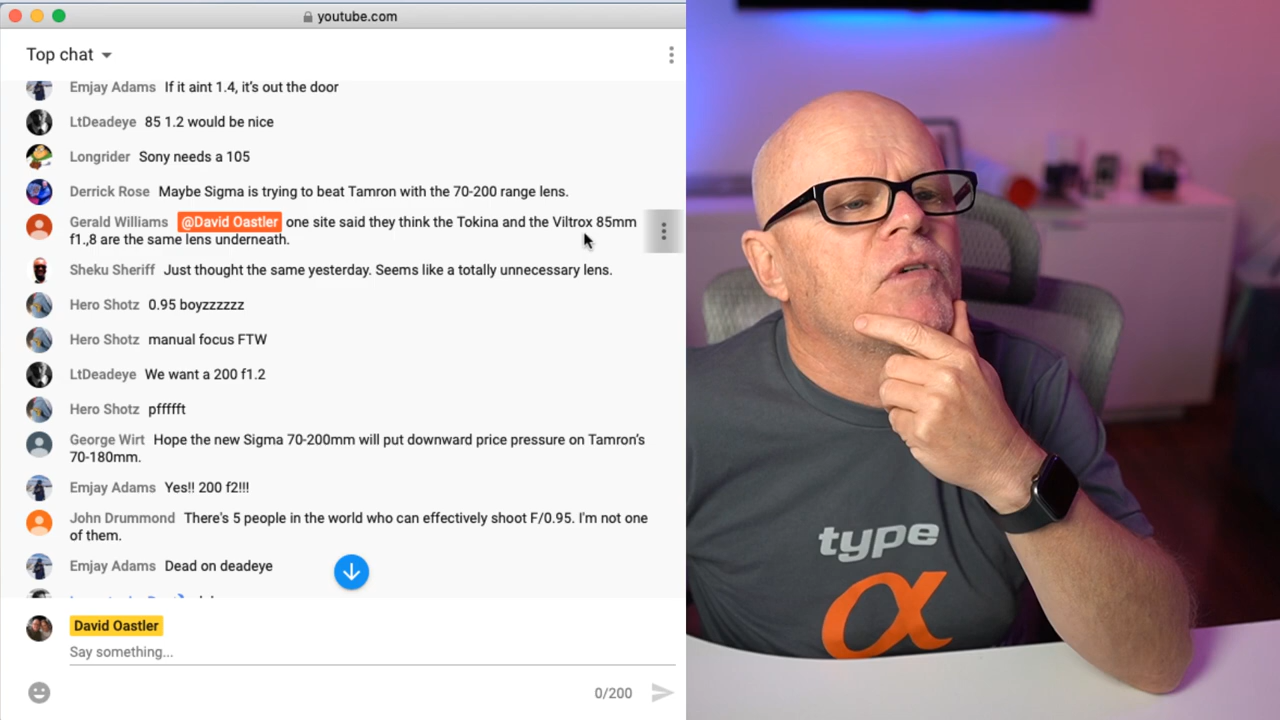 youtube.com
Top chat
Emjay Adams If it aint 1.4, it's out the door
LtDeadeye 85 1.2 would be nice
Longrider Sony needs a 105
Derrick Rose Maybe Sigma is trying to beat Tamron with the 70-200 range lens.
Gerald Williams @David Oastler one site said they think the Tokina and the Viltrox 85mm
f1.,8 are the same lens underneath.
Sheku Sheriff Just thought the same yesterday. Seems like a totally unnecessary lens.
Hero Shotz 0.95 boyzzzzzz
Hero Shotz manual focus FTW
LtDeadeye We want a 200 f1.2
Hero Shotz pffffft
George Wirt Hope the new Sigma 70-200mm will put downward price pressure on Tamron's
70-180mm.
Emjay Adams Yes!! 200 f2!!!
John Drummond There's 5 people in the world who can effectively shoot F/0.95. I'm not one
of them.
Emjay Adams Dead on deadeye
David Oastler
Say something...
0/200
type
α